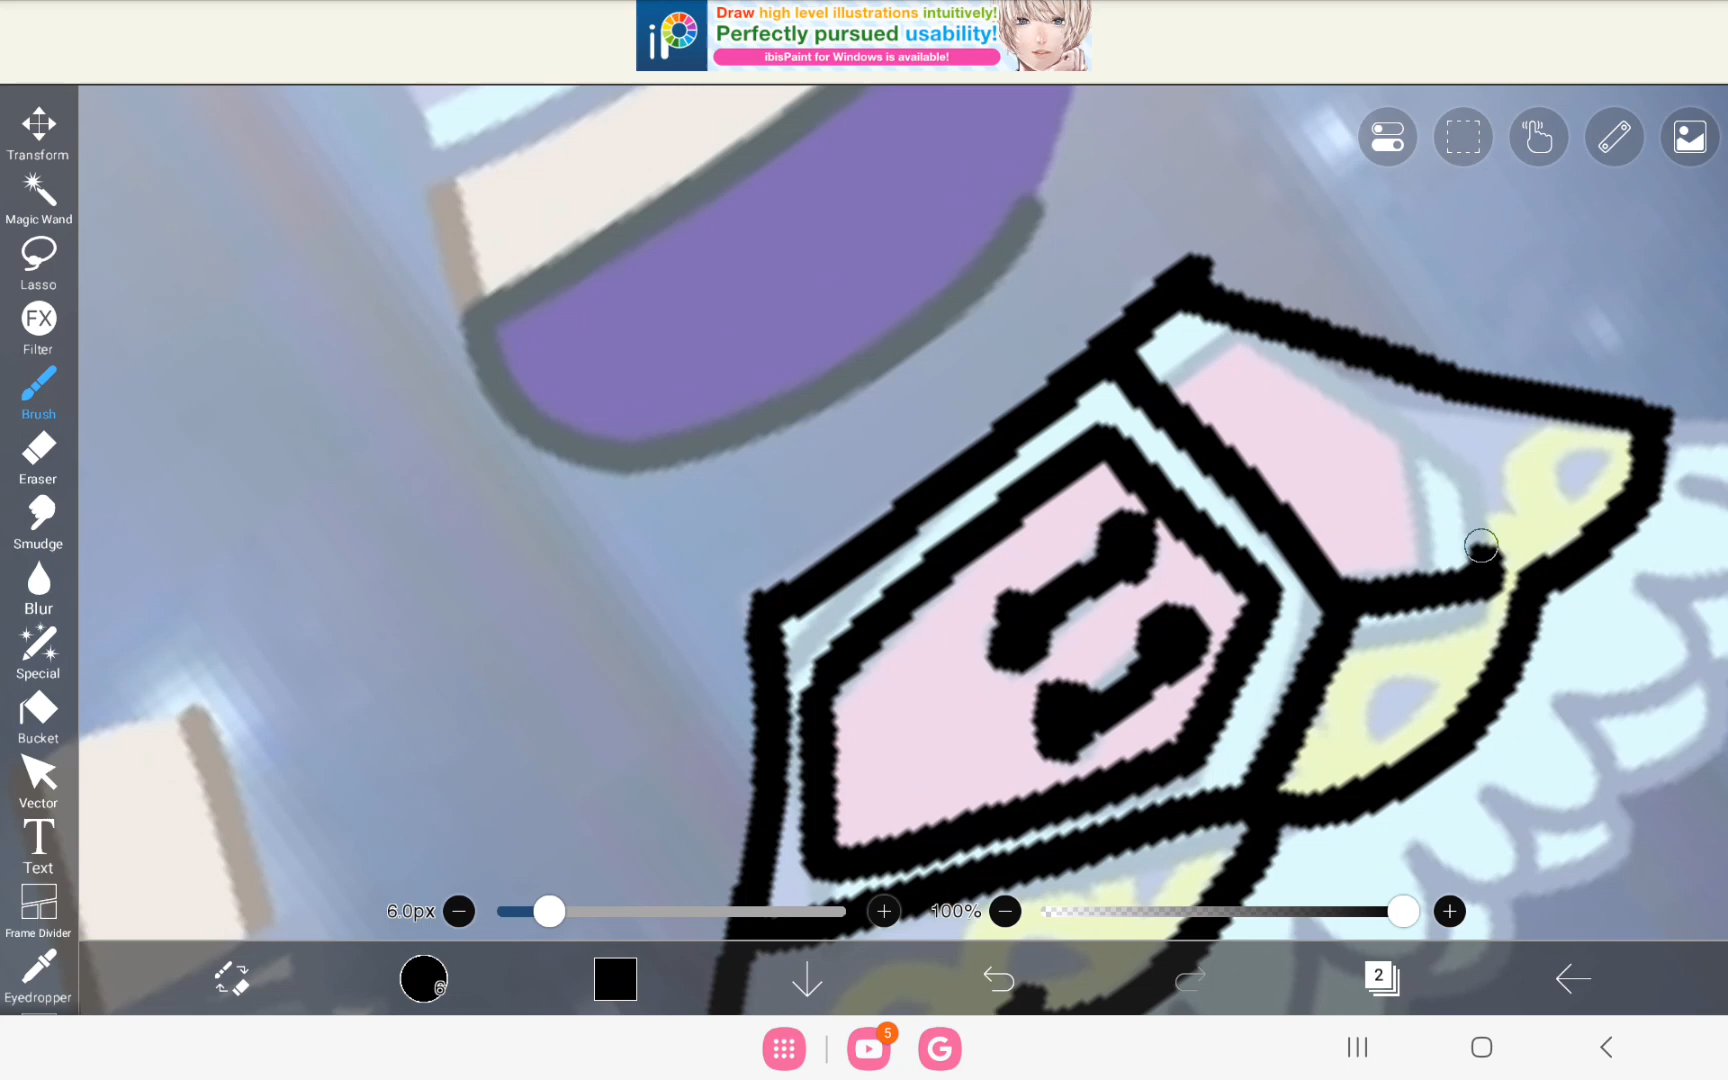 iP
Draw high level illustrations intuitively!
Perfectly pursued usability!
ibisPaint for Windows is available!
Transform
Magic Wand
Lasso
FX
Filter
Brush
Eraser
Smudge
Blur
Special
Bucket
Vector
T
Text
Frame Divider
Eyedropper
6.0px
100%
6
2
5
G